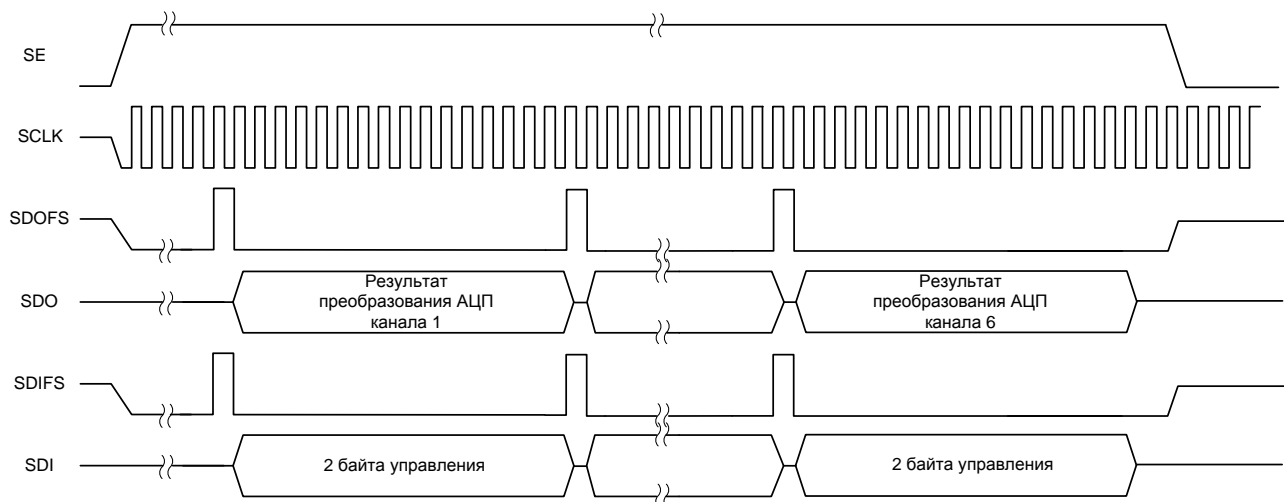 SE
SCLK
SDOFS
SDO
Результат
преобразования АЦП
канала 1
Результат
преобразования АЦП
канала 6
SDIFS
SDI
2 байта управления
2 байта управления